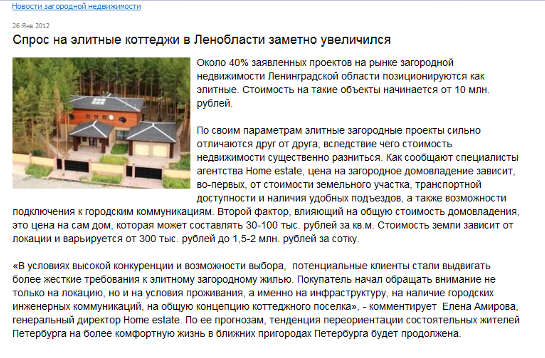 Новости загородной недвижимости
26 Янв 2012
Спрос на элитные коттеджи в Ленобласти заметно увеличился
Около 40% заявленных проектов на рынке загородной
недвижимости Ленинградской области позиционируются как
элитные. Стоимость на такие объекты начинается от 10 млн.
рублей.
По своим параметрам элитные загородные проекты сильно
отличаются друг от друга, вследствие чего стоимость
недвижимости существенно разниться. Как сообщают специалисты
агентства Home estate, цена на загородное домовладение зависит,
во-первых, от стоимости земельного участка, транспортной
доступности и наличия удобных подъездов, а также возможности
подключения к городским коммуникациям. Второй фактор, влияющий на общую стоимость домовладения,
это цена на сам дом, которая может составлять 30-100 тыс. рублей за кв.м. Стоимость земли зависит от
локации и варьируется от 300 тыс. рублей до 1,5-2 млн. рублей за сотку.
«В условиях высокой конкуренции и возможности выбора, потенциальные клиенты стали выдвигать
более жесткие требования к элитному загородному жилью. Покупатель начал обращать внимание не
только на локацию, но и на условия проживания, а именно на инфраструктуру, на наличие городских
инженерных коммуникаций, на общую концепцию коттеджного поселка», - комментирует Елена Амирова,
генеральный директор Home estate. По ее прогнозам, тенденция переориентации состоятельных жителей
Петербурга на более комфортную жизнь в ближних пригородах Петербурга будет продолжена.